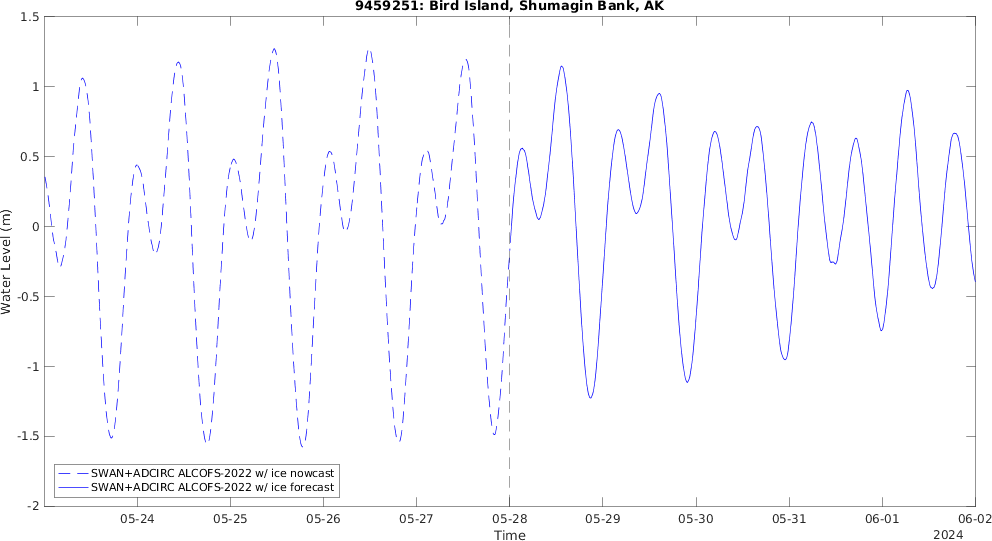 9459251: Bird Island, Shumagin Bank, AK
1.5
1
0.5
0
-0.5
-1
-1.5
-2
Water Level (m)
SWAN+ADCIRC ALCOFS-2022 w/ ice nowcast
SWAN+ADCIRC ALCOFS-2022 w/ ice forecast
05-24 05-25 05-26 05-27 05-28 05-29 05-30 05-31 06-01 06-02
Time
2024